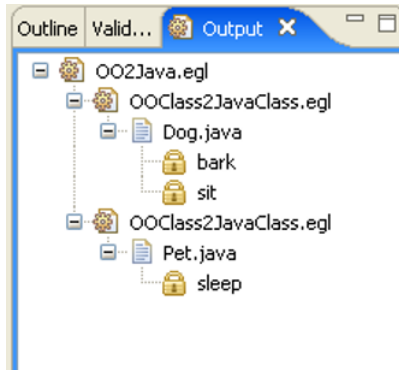 Outline Valid... Output
OO2Java.egl
OOClass2JavaClass.egl
Dog.java
bark
sit
OOClass2JavaClass.egl
Pet.java
sleep